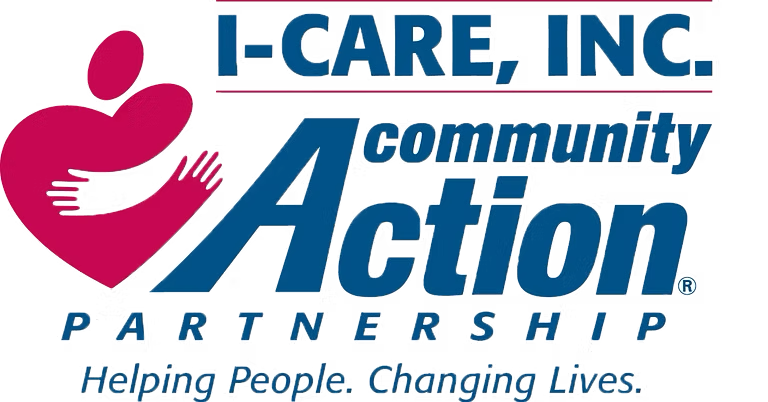 I-CARE, INC.
community
Action®
PARTNERSHIP
Helping People. Changing Lives.